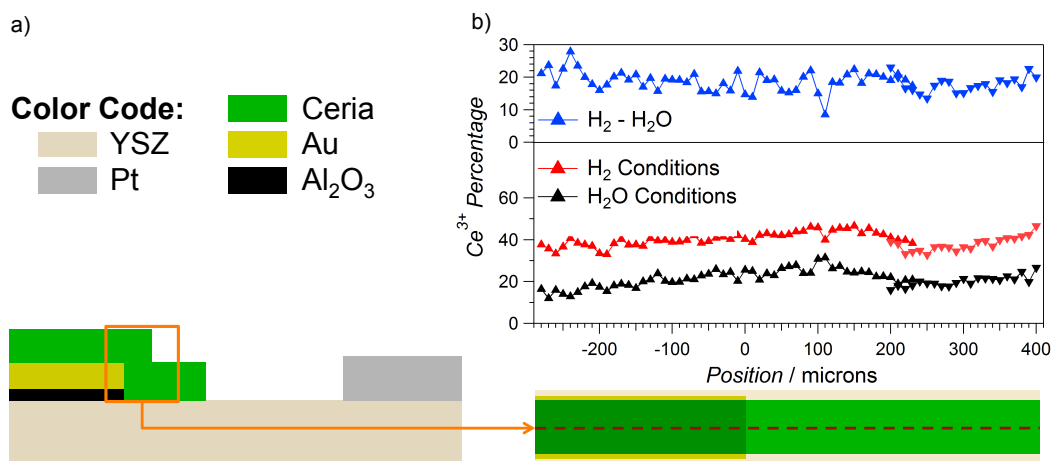 a)
Color Code:
YSZ
Pt
Ceria
Au
Al₂O₃
b)
30
20
10
0
H₂ - H₂O
H₂ Conditions
H₂O Conditions
60
40
20
0
Ce³⁺ Percentage
-200
-100
0
100
200
300
400
Position / microns